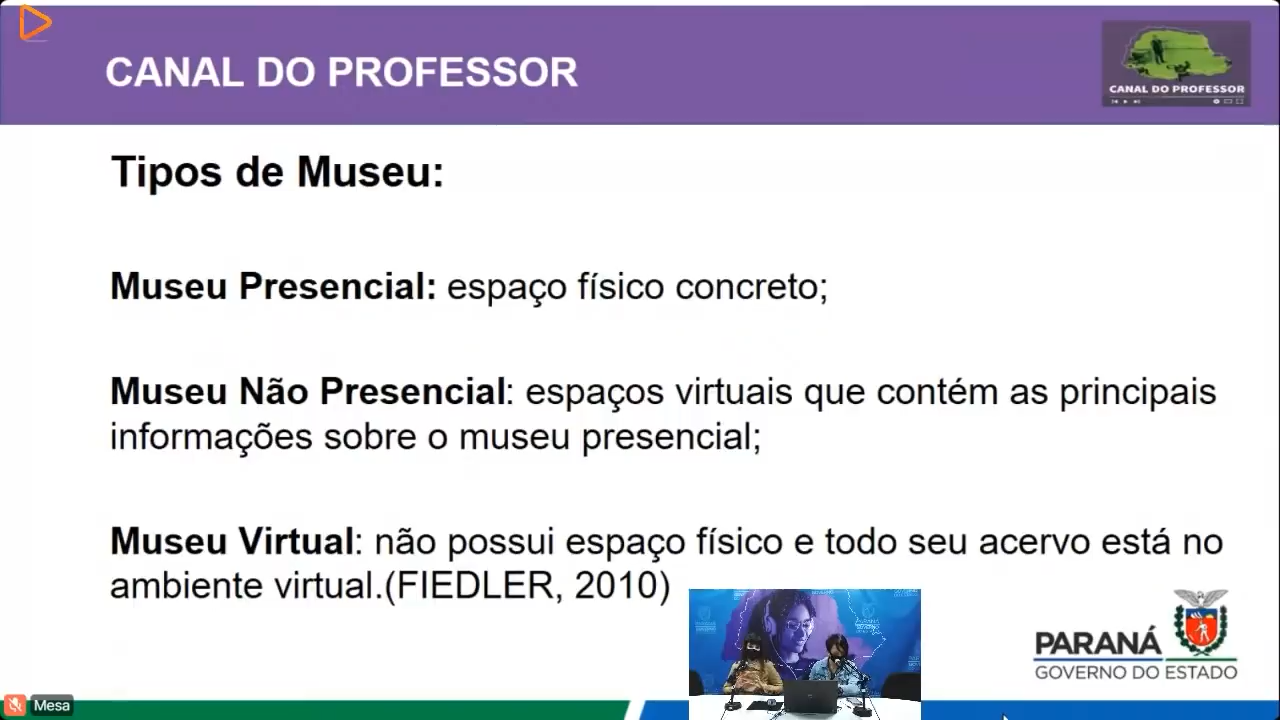 CANAL DO PROFESSOR
CANAL DO PROFESSOR
Tipos de Museu:
Museu Presencial: espaço físico concreto;
Museu Não Presencial: espaços virtuais que contém as principais
informações sobre o museu presencial;
Museu Virtual: não possui espaço físico e todo seu acervo está no
ambiente virtual.(FIEDLER, 2010)
PARANÁ
GOVERNO DO ESTADO
Mesa